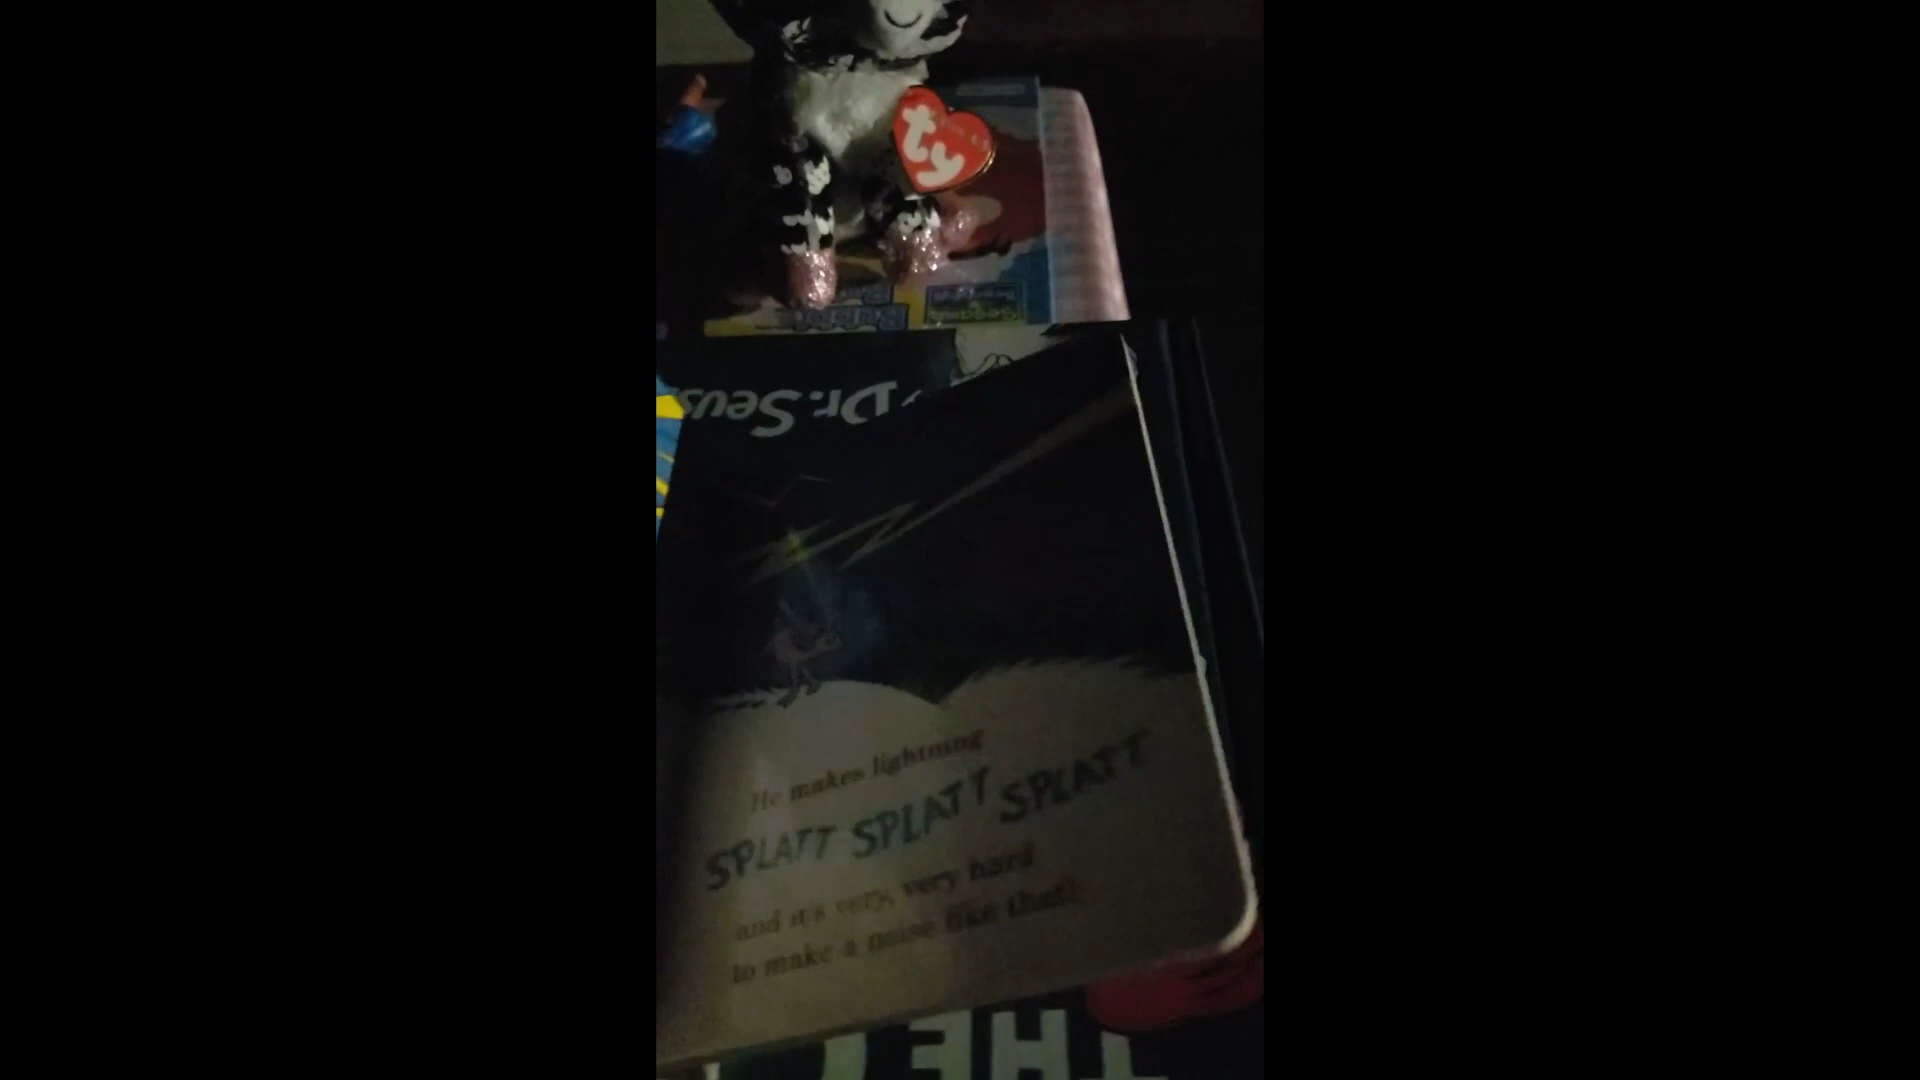 ty
Dr. Seus
He makes lightning
SPLATT SPLATT SPLATT
and it's very, very hard
to make a noise like that!
THE